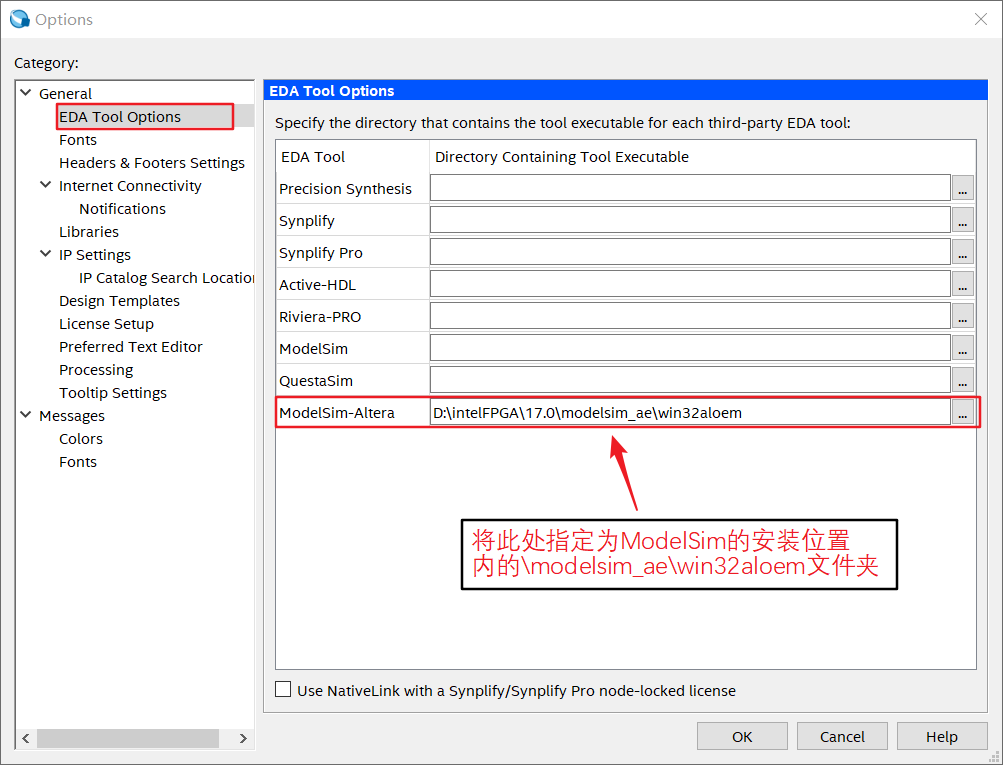 Options
Category:
General
EDA Tool Options
Fonts
Headers & Footers Settings
Internet Connectivity
Notifications
Libraries
IP Settings
IP Catalog Search Location
Design Templates
License Setup
Preferred Text Editor
Processing
Tooltip Settings
Messages
Colors
Fonts
EDA Tool Options
Specify the directory that contains the tool executable for each third-party EDA tool:
EDA Tool Directory Containing Tool Executable
Precision Synthesis ...
Synplify ...
Synplify Pro ...
Active-HDL ...
Riviera-PRO ...
ModelSim ...
QuestaSim ...
ModelSim-Altera D:\intelFPGA\17.0\modelsim_ae\win32aloem ...
将此处指定为ModelSim的安装位置
内的\modelsim_ae\win32aloem文件夹
Use NativeLink with a Synplify/Synplify Pro node-locked license
OK Cancel Help